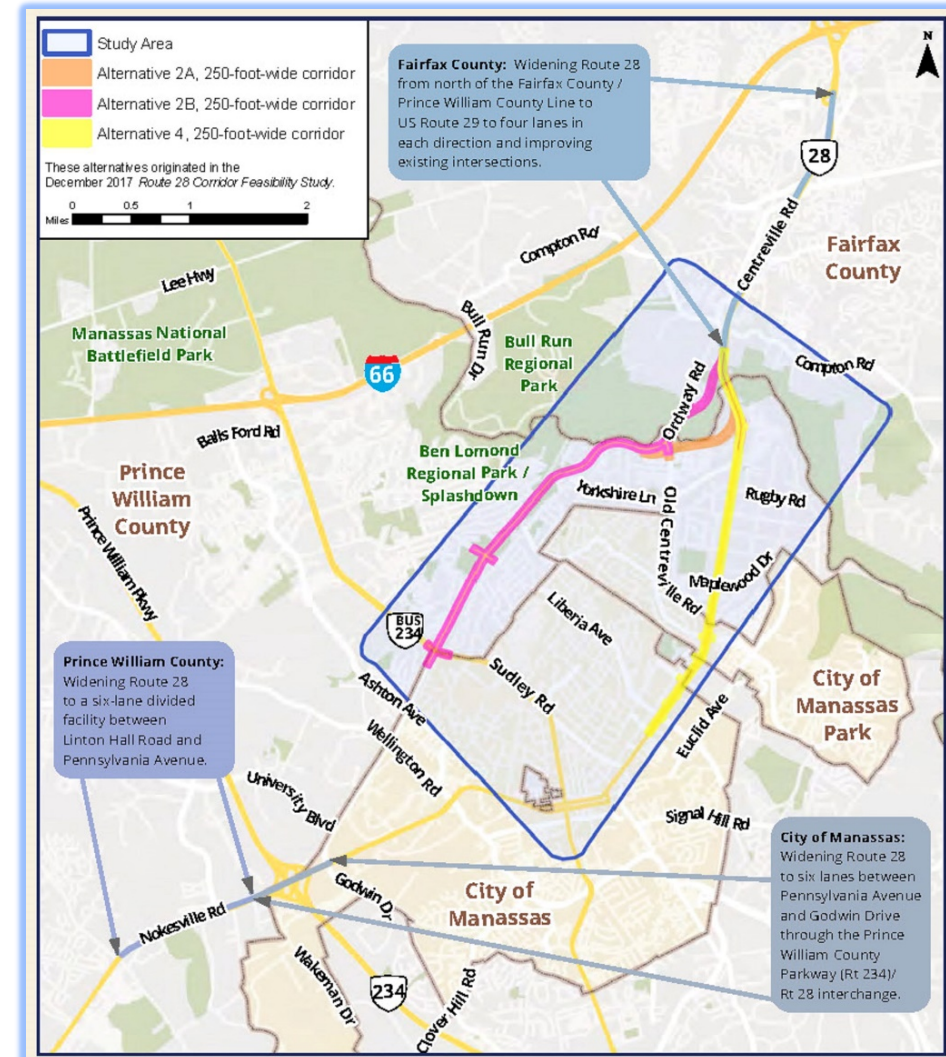 Study Area
Alternative 2A, 250-foot-wide corridor
Alternative 2B, 250-foot-wide corridor
Alternative 4, 250-foot-wide corridor
These alternatives originated in the
December 2017 Route 28 Corridor Feasibility Study.
0 0.5 1 2
Miles
Fairfax County: Widening Route 28
from north of the Fairfax County /
Prince William County Line to
US Route 29 to four lanes in
each direction and improving
existing intersections.
N
28
Centreville Rd
Fairfax
County
Compton Rd
Lee Hwy
Bull Run Dr
Manassas National
Battlefield Park
Bull Run
Regional
Park
66
Compton Rd
Ordway Rd
Balls Ford Rd
Ben Lomond
Regional Park /
Splashdown
Prince
William
County
Yorkshire Ln
Old Centreville Rd
Rugby Rd
Prince William Pkwy
Maplewood Dr
Liberia Ave
BUS
234
Sudley Rd
Ashton Ave
City of
Manassas
Park
Euclid Ave
Prince William County:
Widening Route 28
to a six-lane divided
facility between
Linton Hall Road and
Pennsylvania Avenue.
Wellington Rd
University Blvd
Signal Hill Rd
City of Manassas:
Widening Route 28
to six lanes between
Pennsylvania Avenue
and Godwin Drive
through the Prince
William County
Parkway (Rt 234)/
Rt 28 interchange.
Godwin Dr
City of
Manassas
Nokesville Rd
Wakeman Dr
234
Clover Hill Rd